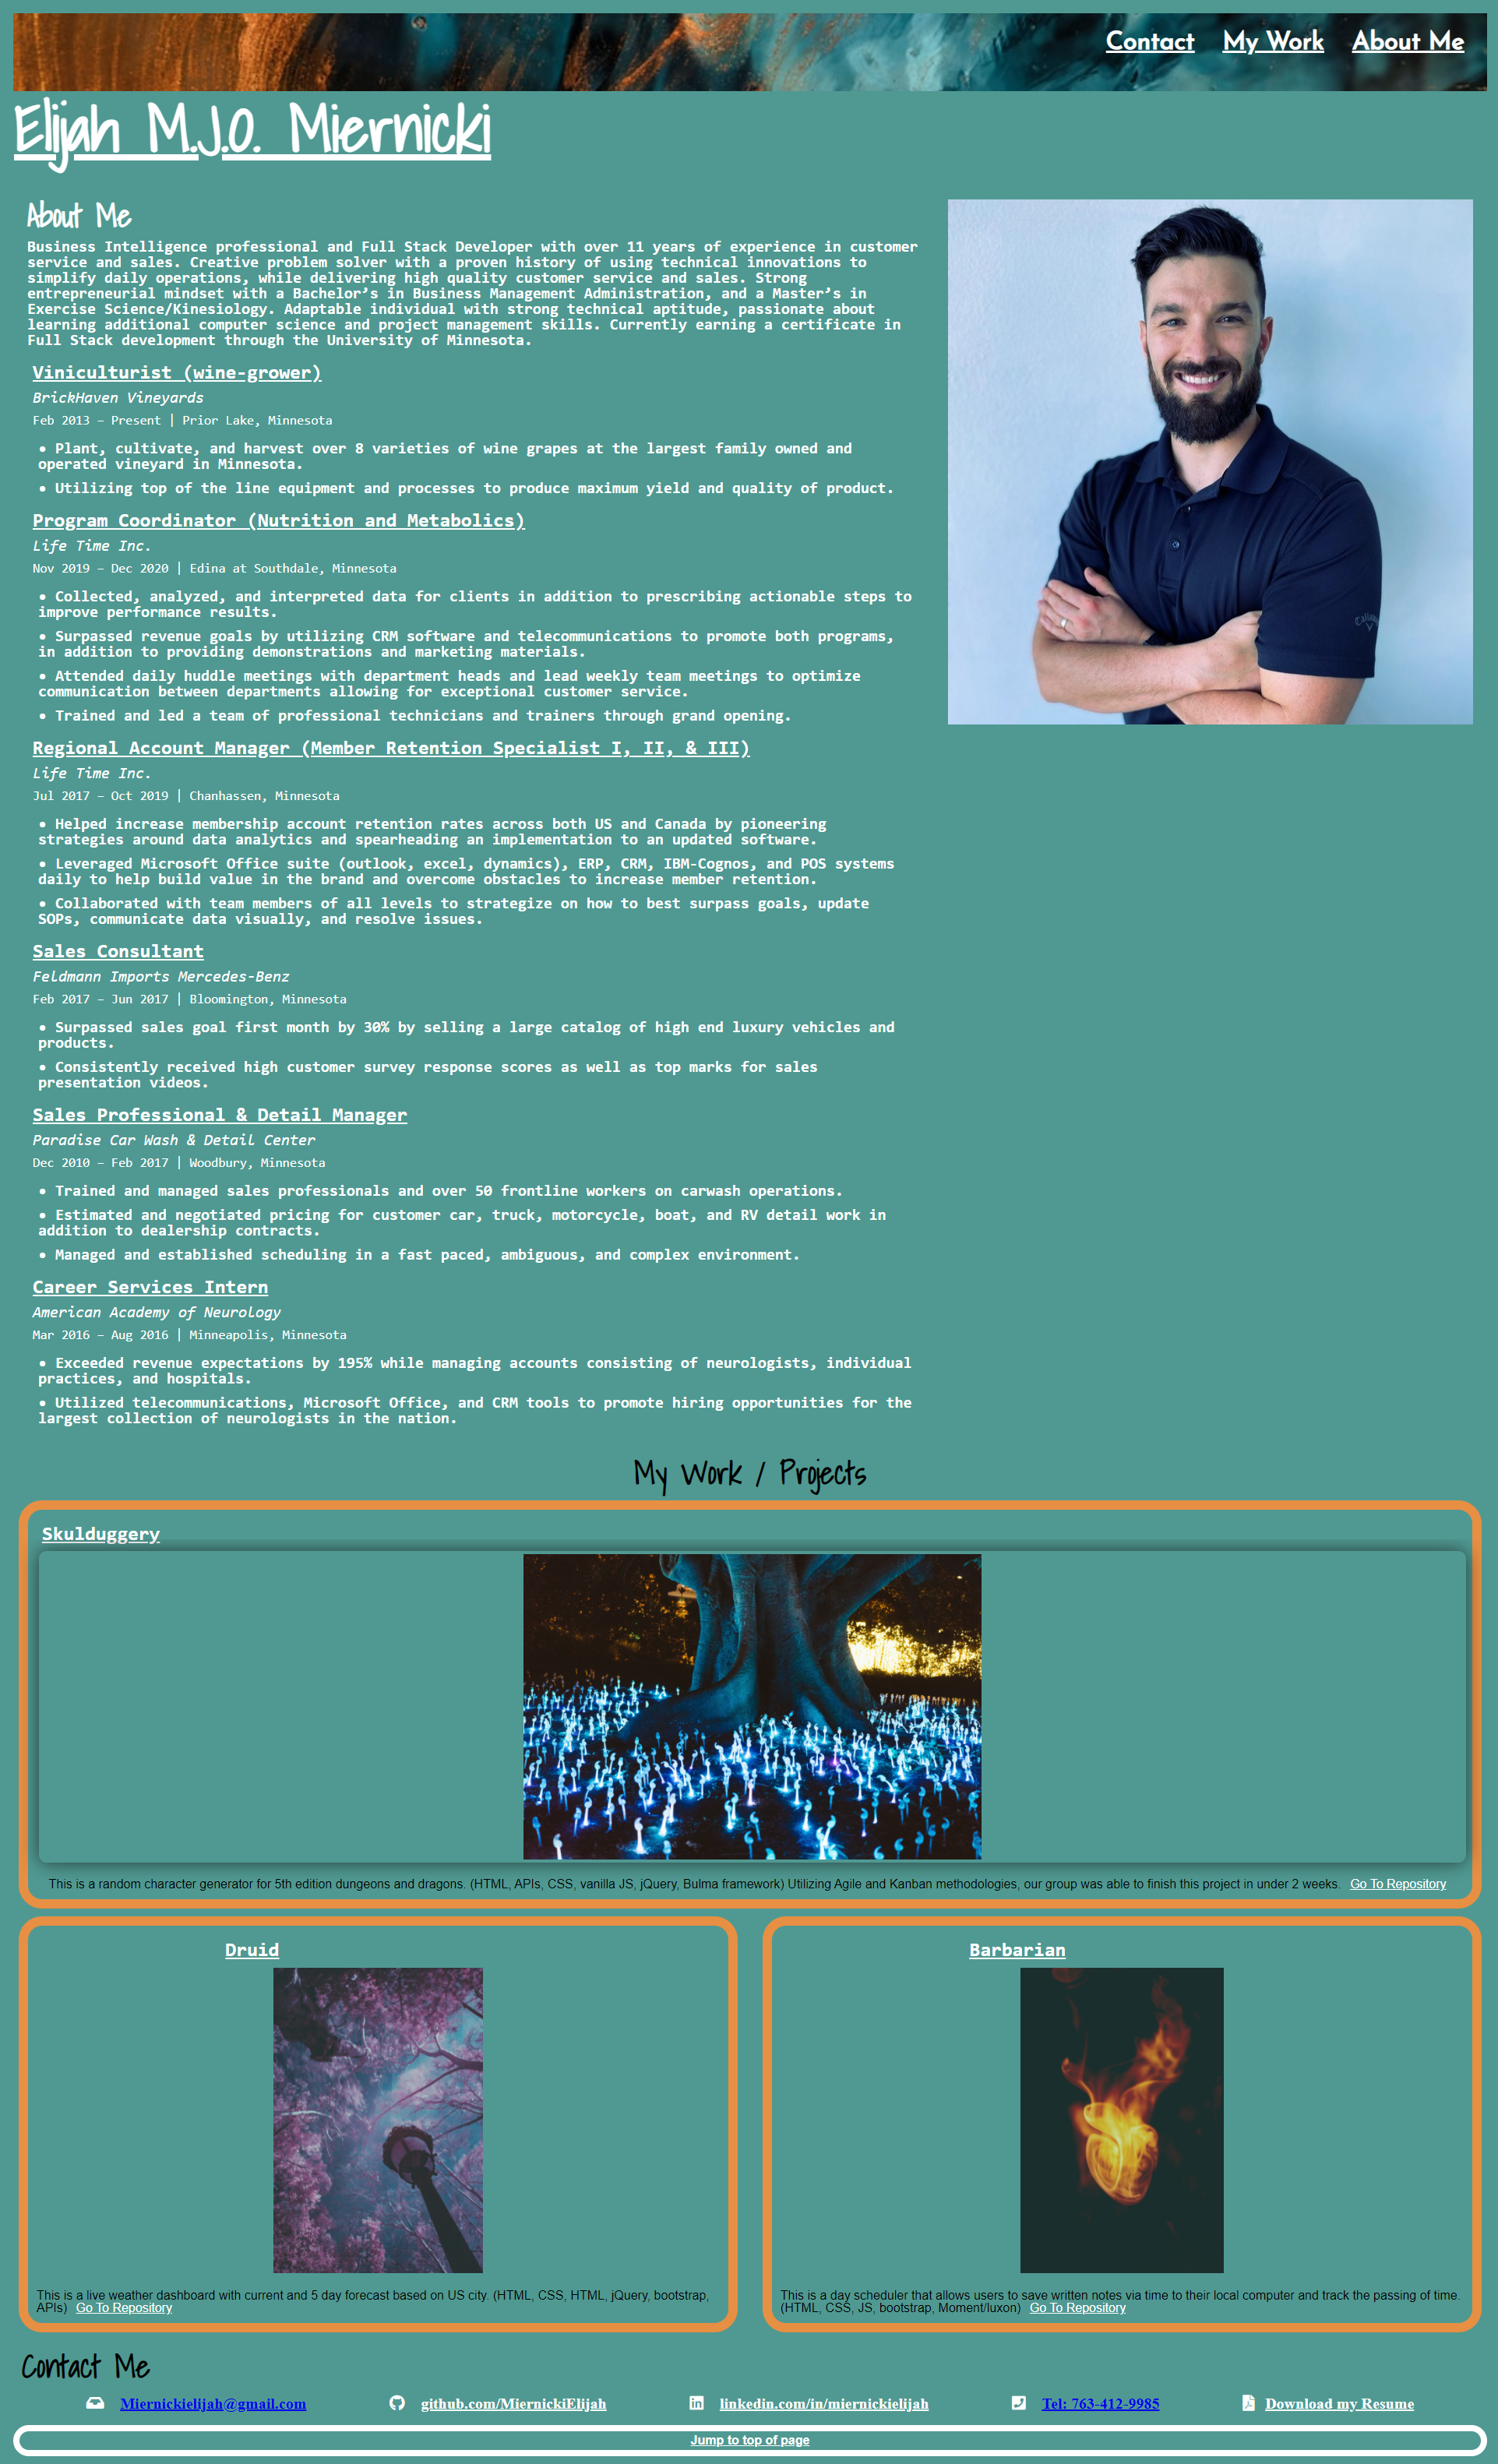 Contact My Work About Me
Elijah M.J.O. Miernicki
About Me
Business Intelligence professional and Full Stack Developer with over 11 years of experience in customer
service and sales. Creative problem solver with a proven history of using technical innovations to
simplify daily operations, while delivering high quality customer service and sales. Strong
entrepreneurial mindset with a Bachelor’s in Business Management Administration, and a Master’s in
Exercise Science/Kinesiology. Adaptable individual with strong technical aptitude, passionate about
learning additional computer science and project management skills. Currently earning a certificate in
Full Stack development through the University of Minnesota.
Viniculturist (wine-grower)
BrickHaven Vineyards
Feb 2013 – Present | Prior Lake, Minnesota
• Plant, cultivate, and harvest over 8 varieties of wine grapes at the largest family owned and
operated vineyard in Minnesota.
• Utilizing top of the line equipment and processes to produce maximum yield and quality of product.
Program Coordinator (Nutrition and Metabolics)
Life Time Inc.
Nov 2019 – Dec 2020 | Edina at Southdale, Minnesota
• Collected, analyzed, and interpreted data for clients in addition to prescribing actionable steps to
improve performance results.
• Surpassed revenue goals by utilizing CRM software and telecommunications to promote both programs,
in addition to providing demonstrations and marketing materials.
• Attended daily huddle meetings with department heads and lead weekly team meetings to optimize
communication between departments allowing for exceptional customer service.
• Trained and led a team of professional technicians and trainers through grand opening.
Callaway
Regional Account Manager (Member Retention Specialist I, II, & III)
Life Time Inc.
Jul 2017 – Oct 2019 | Chanhassen, Minnesota
• Helped increase membership account retention rates across both US and Canada by pioneering
strategies around data analytics and spearheading an implementation to an updated software.
• Leveraged Microsoft Office suite (outlook, excel, dynamics), ERP, CRM, IBM-Cognos, and POS systems
daily to help build value in the brand and overcome obstacles to increase member retention.
• Collaborated with team members of all levels to strategize on how to best surpass goals, update
SOPs, communicate data visually, and resolve issues.
Sales Consultant
Feldmann Imports Mercedes-Benz
Feb 2017 – Jun 2017 | Bloomington, Minnesota
• Surpassed sales goal first month by 30% by selling a large catalog of high end luxury vehicles and
products.
• Consistently received high customer survey response scores as well as top marks for sales
presentation videos.
Sales Professional & Detail Manager
Paradise Car Wash & Detail Center
Dec 2010 – Feb 2017 | Woodbury, Minnesota
• Trained and managed sales professionals and over 50 frontline workers on carwash operations.
• Estimated and negotiated pricing for customer car, truck, motorcycle, boat, and RV detail work in
addition to dealership contracts.
• Managed and established scheduling in a fast paced, ambiguous, and complex environment.
Career Services Intern
American Academy of Neurology
Mar 2016 – Aug 2016 | Minneapolis, Minnesota
• Exceeded revenue expectations by 195% while managing accounts consisting of neurologists, individual
practices, and hospitals.
• Utilized telecommunications, Microsoft Office, and CRM tools to promote hiring opportunities for the
largest collection of neurologists in the nation.
My Work / Projects
Skulduggery
This is a random character generator for 5th edition dungeons and dragons. (HTML, APIs, CSS, vanilla JS, jQuery, Bulma framework) Utilizing Agile and Kanban methodologies, our group was able to finish this project in under 2 weeks. Go To Repository
Druid
This is a live weather dashboard with current and 5 day forecast based on US city. (HTML, CSS, HTML, jQuery, bootstrap,
APIs) Go To Repository
Barbarian
This is a day scheduler that allows users to save written notes via time to their local computer and track the passing of time.
(HTML, CSS, JS, bootstrap, Moment/luxon) Go To Repository
Contact Me
Miernickielijah@gmail.com github.com/MiernickiElijah linkedin.com/in/miernickielijah Tel: 763-412-9985 Download my Resume
Jump to top of page